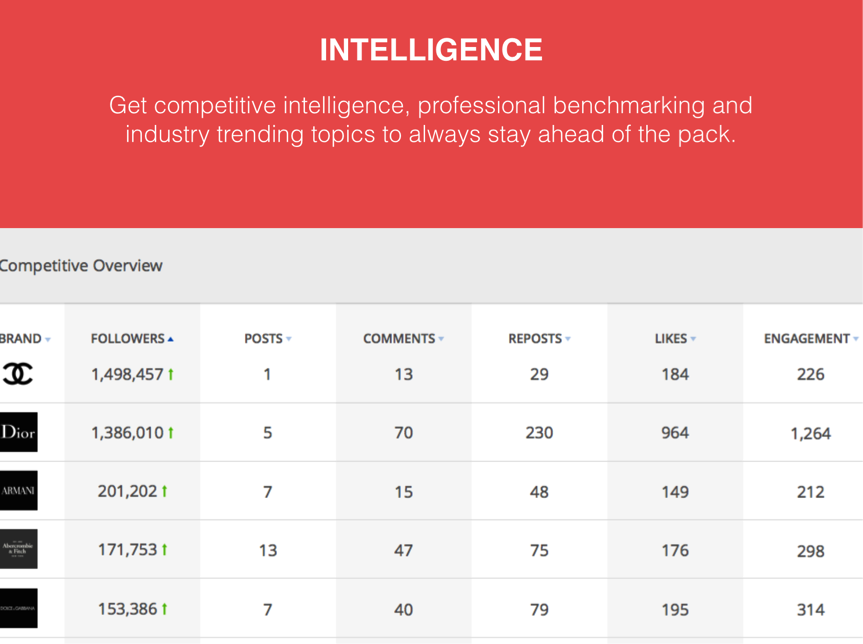 INTELLIGENCE
Get competitive intelligence, professional benchmarking and
industry trending topics to always stay ahead of the pack.
Competitive Overview
BRAND FOLLOWERS POSTS COMMENTS REPOSTS LIKES ENGAGEMENT
1,498,457 1 13 29 184 226
Dior 1,386,010 5 70 230 964 1,264
ARMANI 201,202 7 15 48 149 212
Abercrombie
& Fitch 171,753 13 47 75 176 298
DOLCE & GABBANA 153,386 7 40 79 195 314